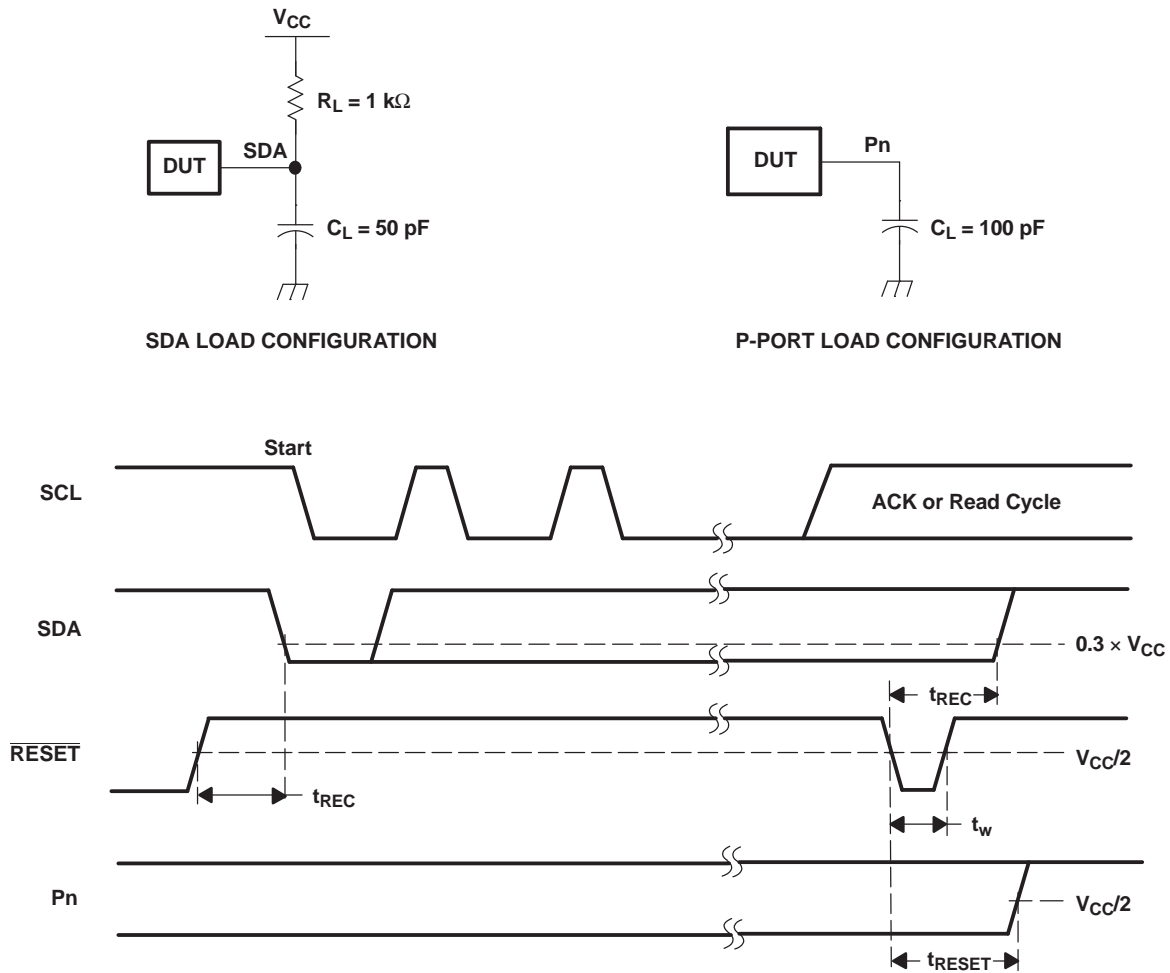 VCC
RL = 1 kΩ
DUT
SDA
CL = 50 pF
SDA LOAD CONFIGURATION
DUT
Pn
CL = 100 pF
P-PORT LOAD CONFIGURATION
Start
SCL
ACK or Read Cycle
SDA
0.3 × VCC
tREC
RESET
VCC/2
tREC
tw
Pn
VCC/2
tRESET